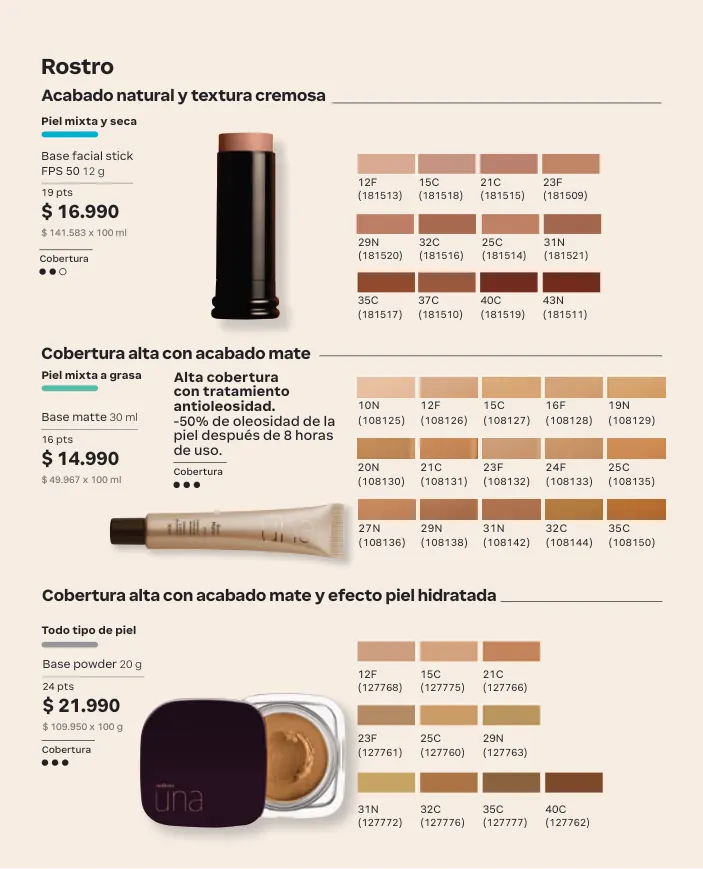 Rostro
Acabado natural y textura cremosa
Piel mixta y seca
Base facial stick
FPS 50 12 g
19 pts
$ 16.990
$ 141.583 x 100 ml
Cobertura
12F 15C 21C 23F
(181513) (181518) (181515) (181509)
29N 32C 25C 31N
(181520) (181516) (181514) (181521)
35C 37C 40C 43N
(181517) (181510) (181519) (181511)
Cobertura alta con acabado mate
Piel mixta a grasa
Base matte 30 ml
16 pts
$ 14.990
$ 49.967 x 100 ml
Alta cobertura
con tratamiento
antioleosidad.
-50% de oleosidad de la
piel después de 8 horas
de uso.
Cobertura
10N 12F 15C 16F 19N
(108125) (108126) (108127) (108128) (108129)
20N 21C 23F 24F 25C
(108130) (108131) (108132) (108133) (108135)
27N 29N 31N 32C 35C
(108136) (108138) (108142) (108144) (108150)
Cobertura alta con acabado mate y efecto piel hidratada
Todo tipo de piel
Base powder 20 g
24 pts
$ 21.990
$ 109.950 x 100 g
Cobertura
una
12F 15C 21C
(127768) (127775) (127766)
23F 25C 29N
(127761) (127760) (127763)
31N 32C 35C 40C
(127772) (127776) (127777) (127762)